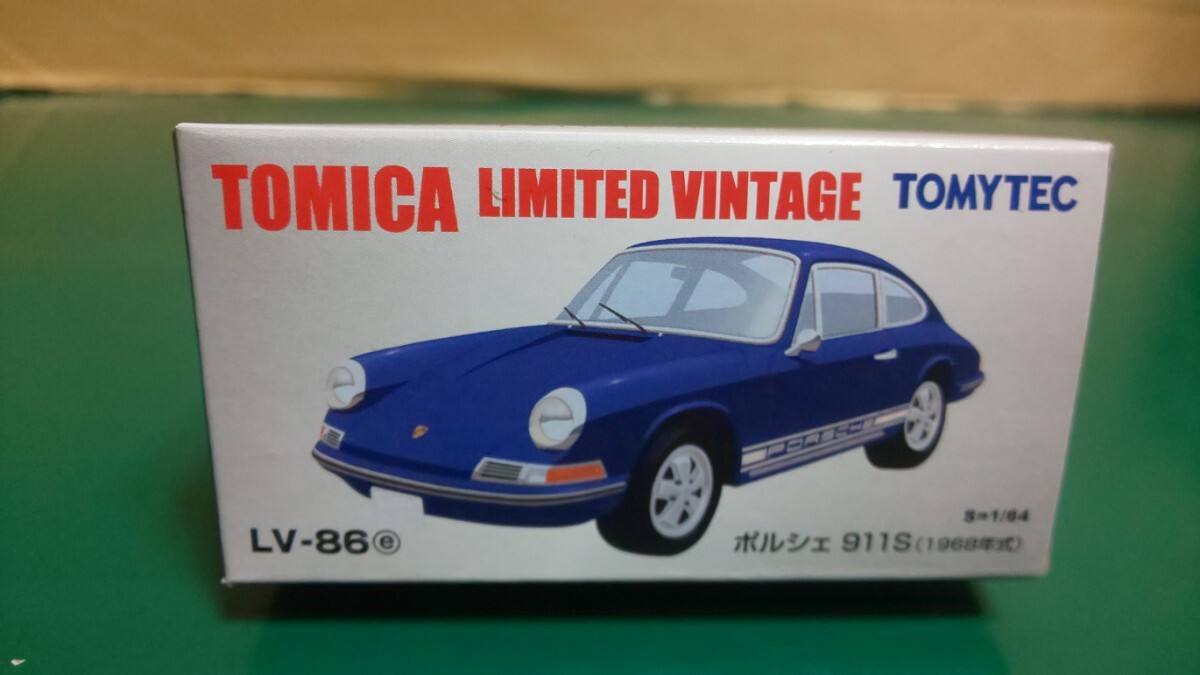 TOMICA LIMITED VINTAGE TOMYTEC
PORSCHE
S=1/64
LV-86ⓔ ポルシェ 911S(1968年式)